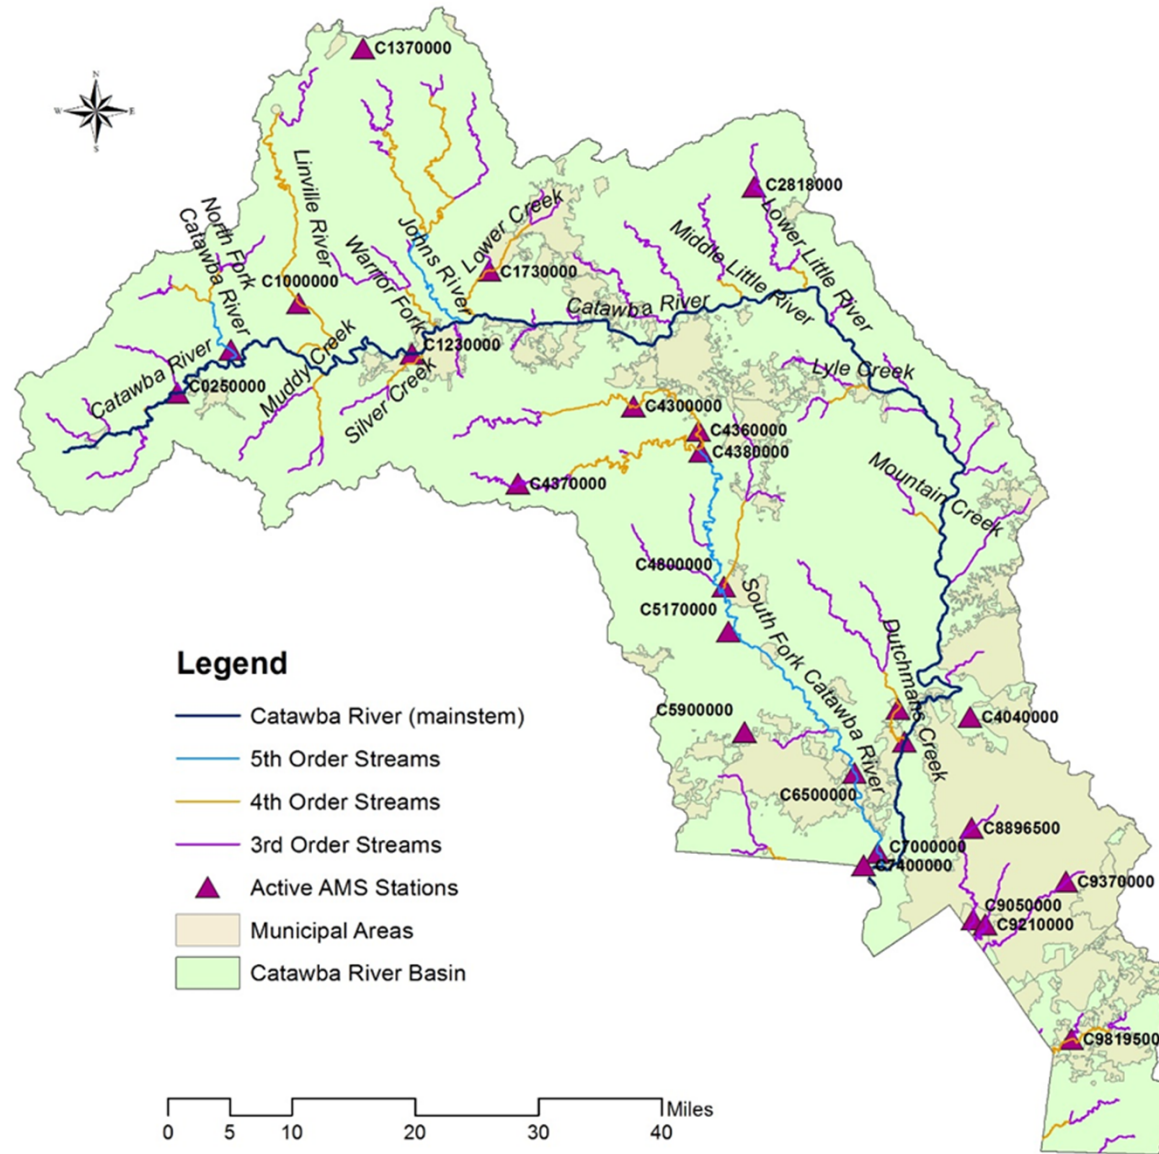 C1370000
N
W E
S
C2818000
Linville River
North Fork
Catawba River
Johns River
Lower Creek
Warrior Fork
C1730000
C1000000
Middle Little River
Lower Little River
Catawba River
C1230000
Catawba River
C0250000
Muddy Creek
Silver Creek
Lyle Creek
C4300000
C4360000
C4380000
C4370000
Mountain Creek
C4800000
C5170000
South Fork Catawba River
Dutchmans Creek
C5900000
C4040000
C6500000
C8896500
C7000000
C7400000
C9370000
C9050000
C9210000
C9819500
Legend
Catawba River (mainstem)
5th Order Streams
4th Order Streams
3rd Order Streams
Active AMS Stations
Municipal Areas
Catawba River Basin
Miles
0 5 10 20 30 40